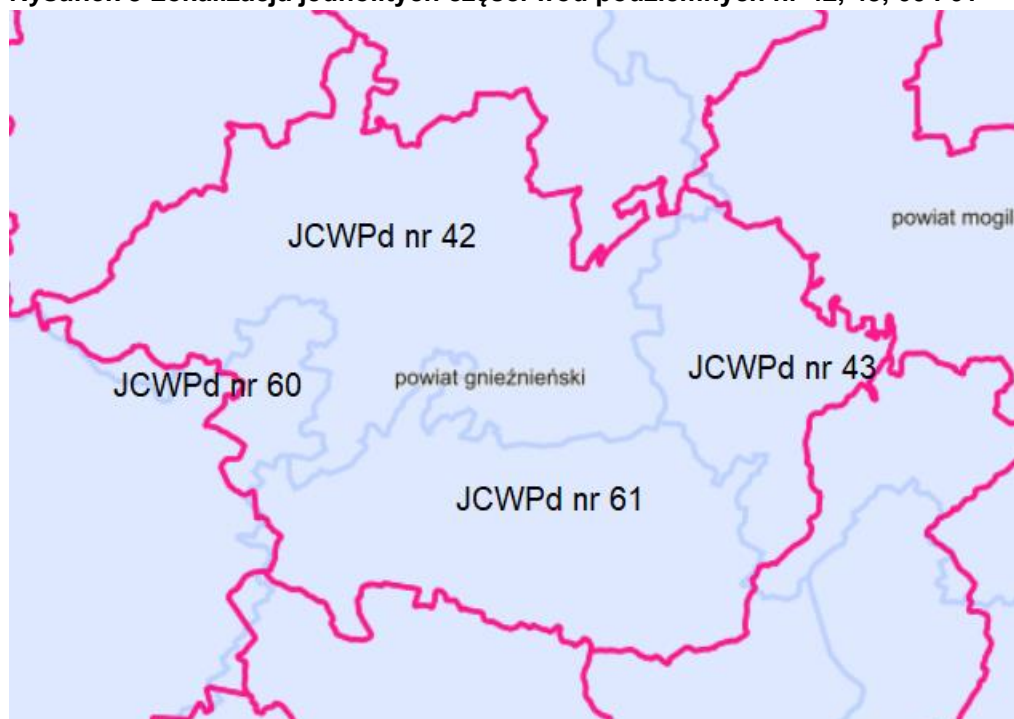 JCWPd nr 42
powiat mogil
JCWPd nr 43
JCWPd nr 60
powiat gnieźnieński
JCWPd nr 61